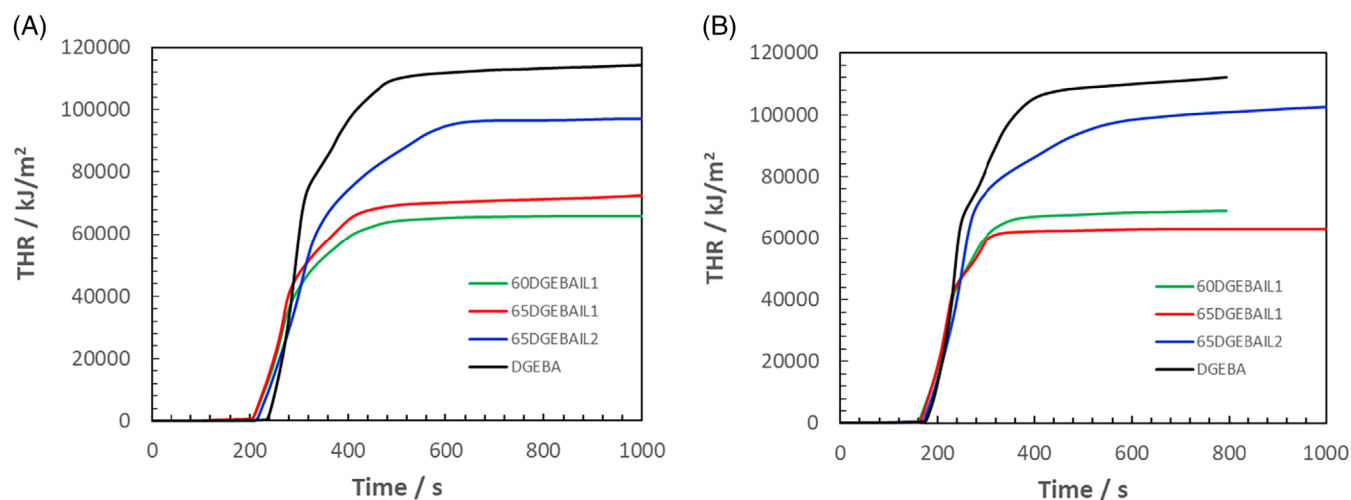 (A)
120000
100000
80000
60000
40000
20000
0
THR / kJ/m²
0 200 400 600 800 1000
Time / s
60DGEBAIL1
65DGEBAIL1
65DGEBAIL2
DGEBA
(B)
120000
100000
80000
60000
40000
20000
0
THR / kJ/m²
0 200 400 600 800 1000
Time / s
60DGEBAIL1
65DGEBAIL1
65DGEBAIL2
DGEBA